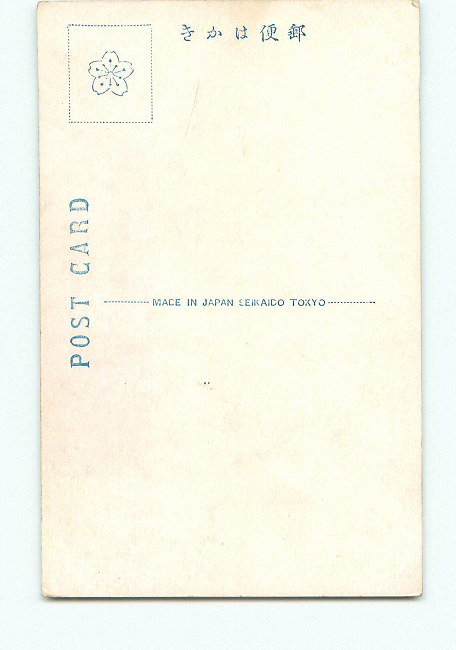 きかは便郵
POST CARD
MADE IN JAPAN SEIKAIDO TOKYO